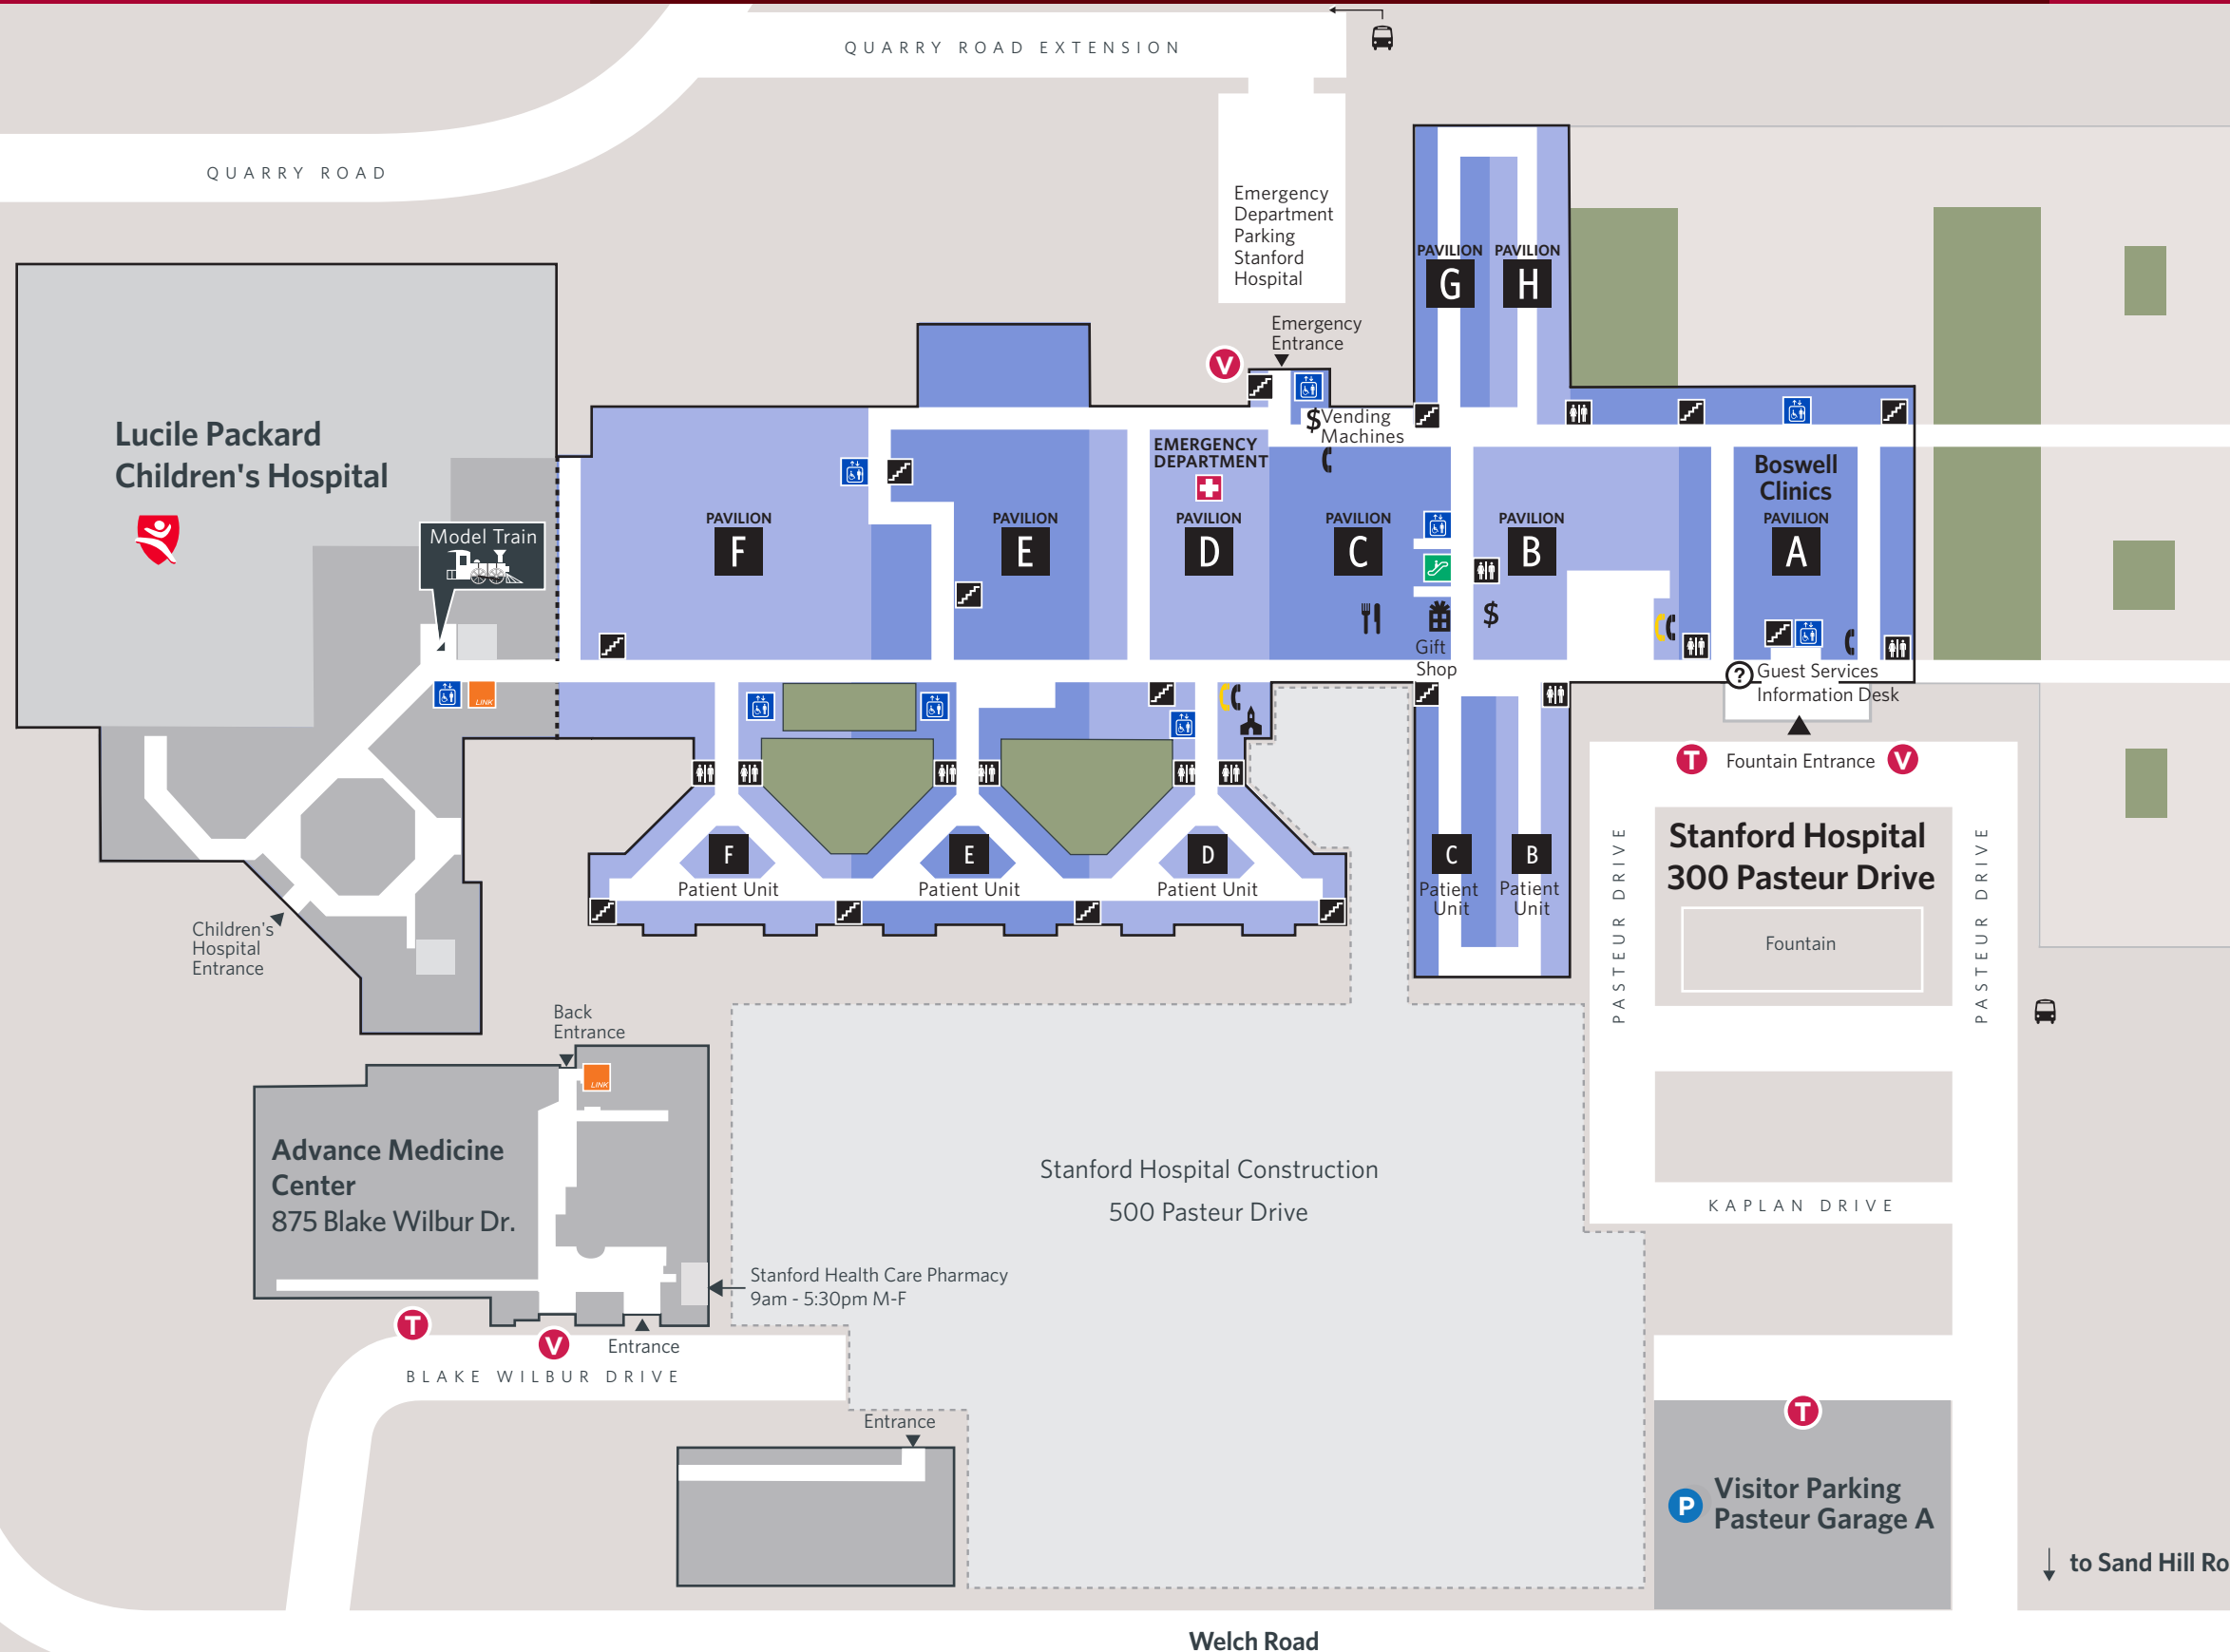 QUARRY ROAD EXTENSION
QUARRY ROAD
Emergency
Department
Parking
Stanford
Hospital
PAVILION
G
PAVILION
H
Emergency
Entrance
V
$
Vending
Machines
Lucile Packard
Children's Hospital
Model Train
LINK
EMERGENCY
DEPARTMENT
PAVILION
F
PAVILION
E
PAVILION
D
PAVILION
C
PAVILION
B
Boswell
Clinics
PAVILION
A
$
Gift
Shop
?
Guest Services
Information Desk
T
Fountain Entrance
V
F
Patient Unit
E
Patient Unit
D
Patient Unit
C
Patient
Unit
B
Patient
Unit
Stanford Hospital
300 Pasteur Drive
Fountain
PASTEUR DRIVE
PASTEUR DRIVE
Children's
Hospital
Entrance
Back
Entrance
LINK
Advance Medicine
Center
875 Blake Wilbur Dr.
Stanford Hospital Construction
500 Pasteur Drive
KAPLAN DRIVE
Stanford Health Care Pharmacy
9am - 5:30pm M-F
T
V
Entrance
BLAKE WILBUR DRIVE
Entrance
T
P
Visitor Parking
Pasteur Garage A
to Sand Hill Ro
Welch Road